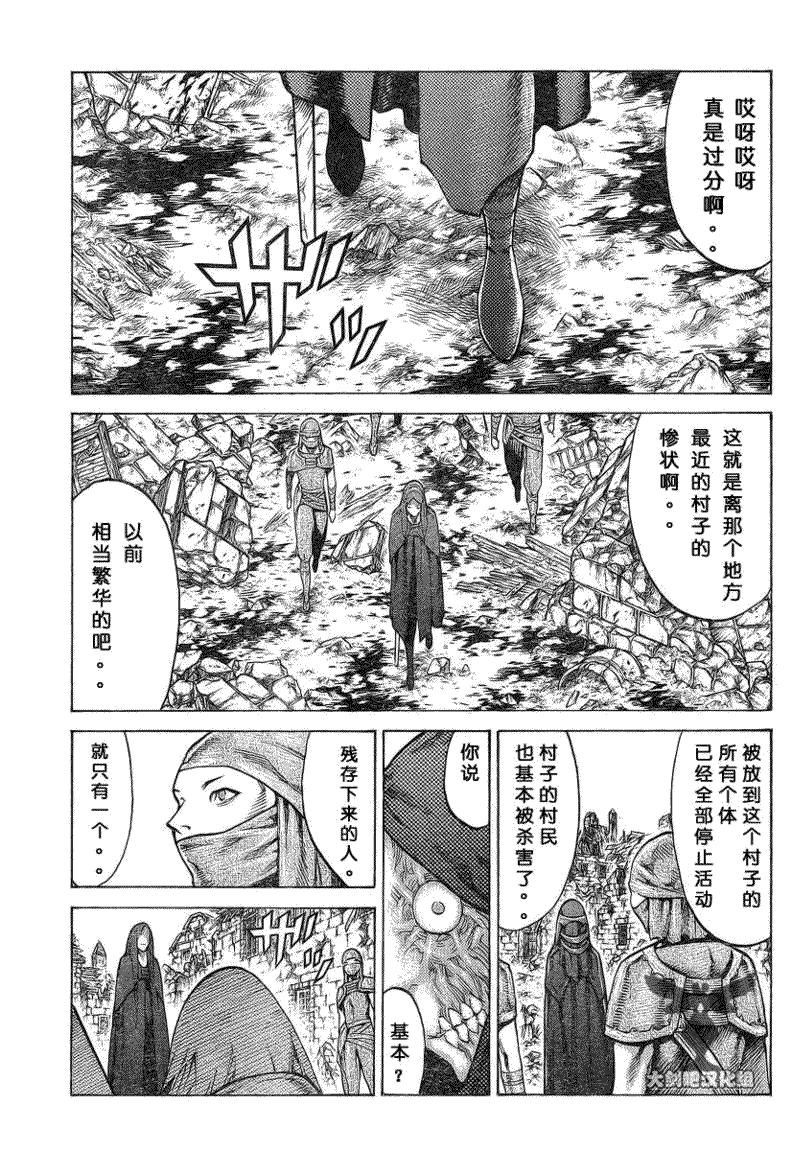 哎呀哎呀
真是过分啊。。
ザッ
ザッ
这就是离那个地方
最近的村子的
惨状啊。。
以前
相当繁华的吧。。
被放到这个村子的
所有个体
已经全部停止活动
村子的村民
也基本被杀害了。。
你说
基本？
残存下来的人。
就只有一个。。
ザッ
ザッ
大剑吧汉化组